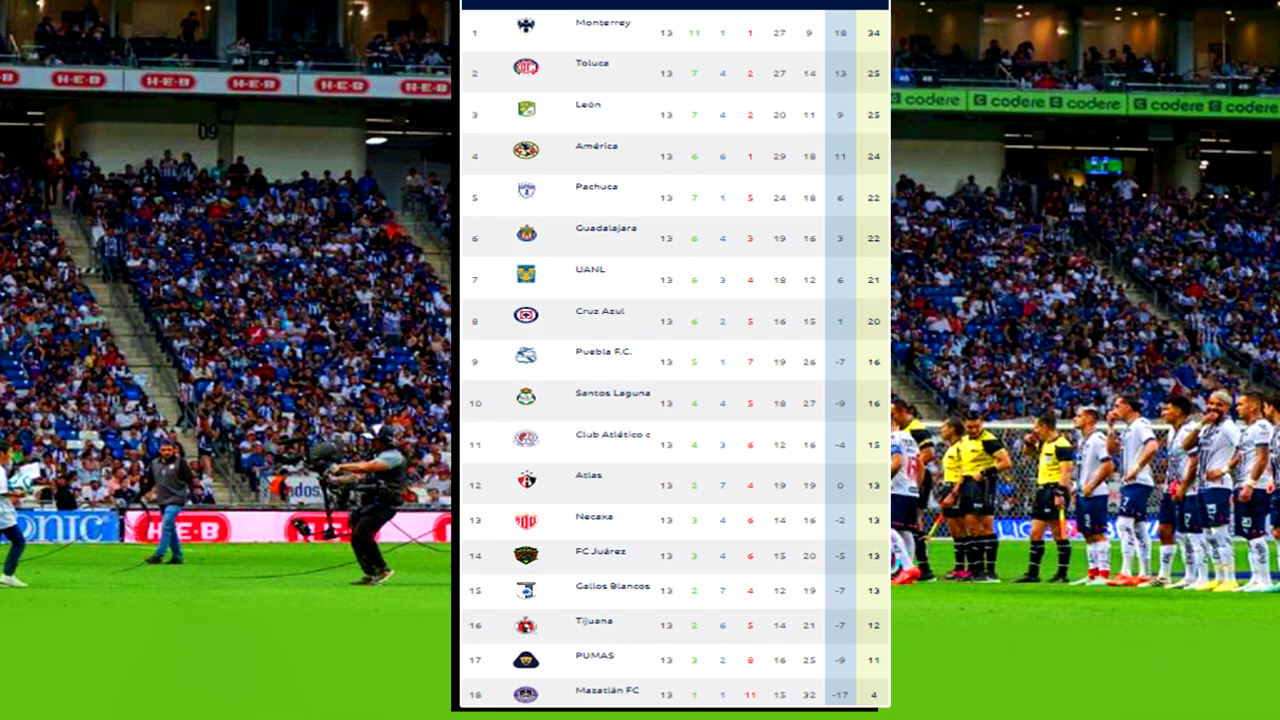 1 Monterrey 13 11 1 1 27 9 18 34
2 Toluca 13 7 4 2 27 14 13 25
3 León 13 7 4 2 20 11 9 25
4 América 13 6 6 1 29 18 11 24
5 Pachuca 13 7 1 5 24 18 6 22
6 Guadalajara 13 6 4 3 19 16 3 22
7 UANL 13 6 3 4 18 12 6 21
8 Cruz Azul 13 6 2 5 16 15 1 20
9 Puebla F.C. 13 5 1 7 19 26 -7 16
10 Santos Laguna 13 4 4 5 18 27 -9 16
11 Club Atlético 13 4 3 6 12 16 -4 15
12 Atlas 13 2 7 4 19 19 0 13
13 Necaxa 13 3 4 6 14 16 -2 13
14 FC Juárez 13 3 4 6 15 20 -5 13
15 Gallos Blancos 13 2 7 4 12 19 -7 13
16 Tijuana 13 2 6 5 14 21 -7 12
17 PUMAS 13 3 2 8 16 25 -9 11
18 Mazatlán FC 13 1 1 11 15 32 -17 4
H-E-B H-E-B H-E-B H-E-B
codere codere codere codere
09
ados
H-E-B